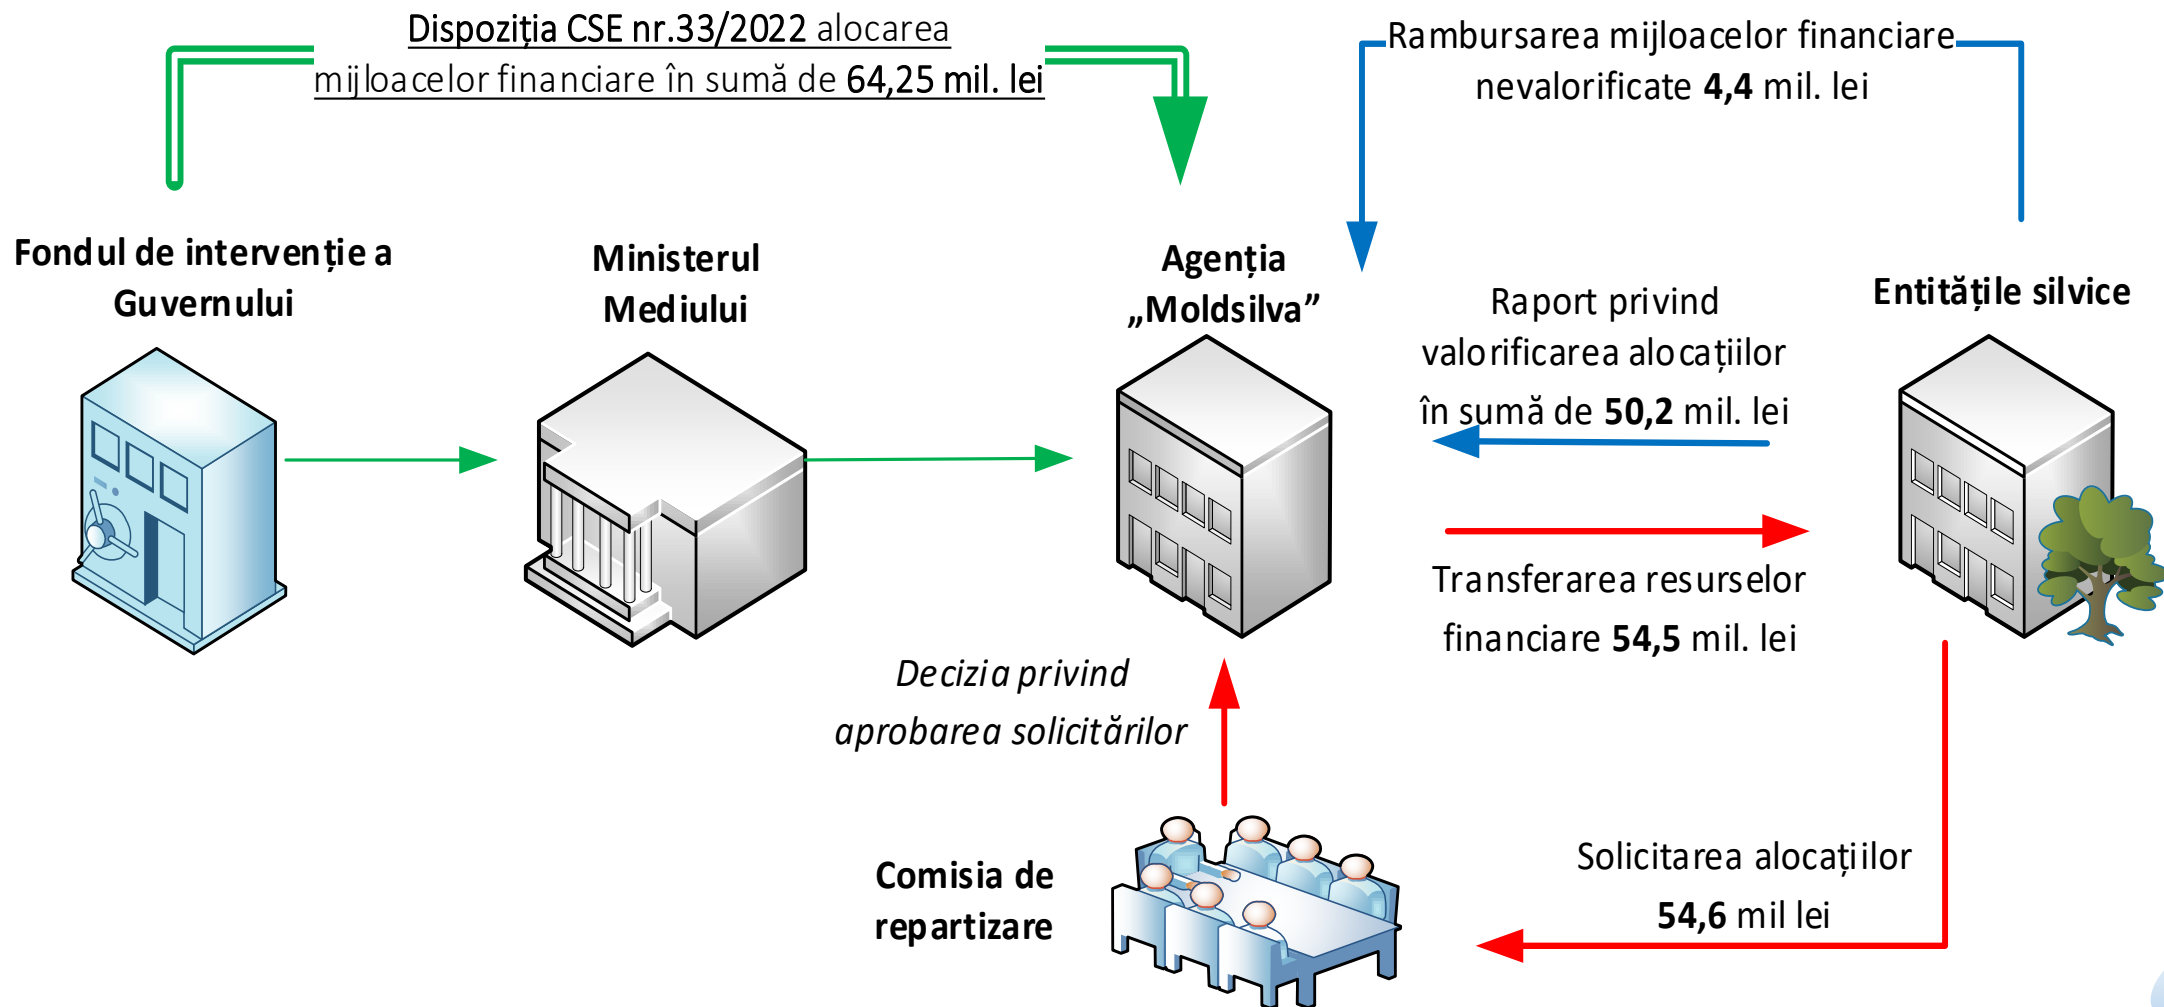 Dispoziția CSE nr.33/2022 alocarea
mijloacelor financiare în sumă de 64,25 mil. lei
Rambursarea mijloacelor financiare
nevalorificate 4,4 mil. lei
Fondul de intervenție a
Guvernului
Ministerul
Mediului
Agenția
„Moldsilva”
Entitățile silvice
Raport privind
valorificarea alocațiilor
în sumă de 50,2 mil. lei
Transferarea resurselor
financiare 54,5 mil. lei
Decizia privind
aprobarea solicitărilor
Comisia de
repartizare
Solicitarea alocațiilor
54,6 mil lei